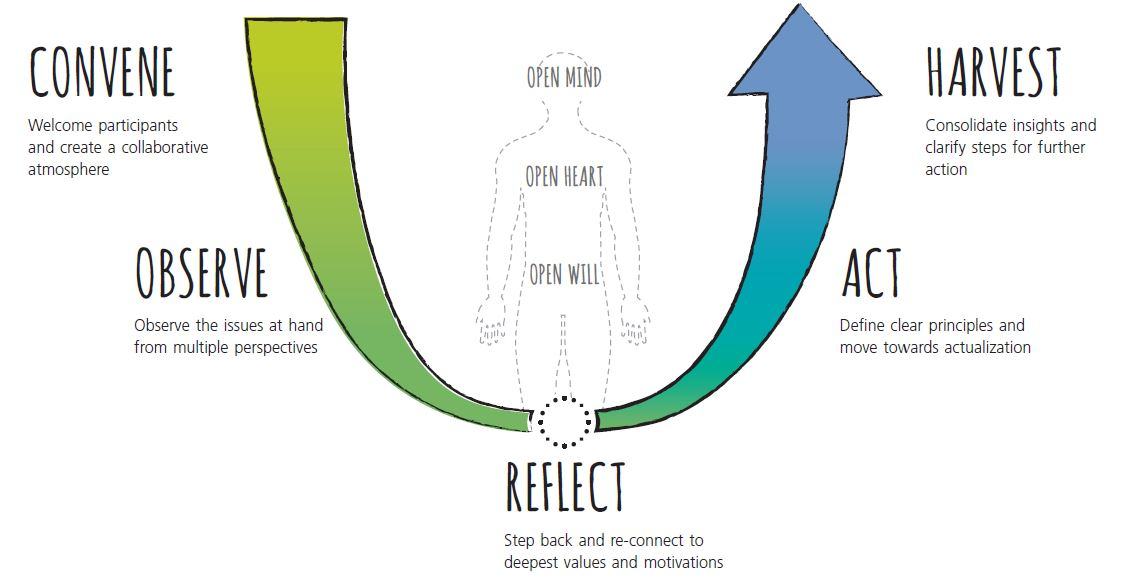 CONVENE
Welcome participants
and create a collaborative
atmosphere
OBSERVE
Observe the issues at hand
from multiple perspectives
OPEN MIND
OPEN HEART
OPEN WILL
REFLECT
Step back and re-connect to
deepest values and motivations
ACT
Define clear principles and
move towards actualization
HARVEST
Consolidate insights and
clarify steps for further
action